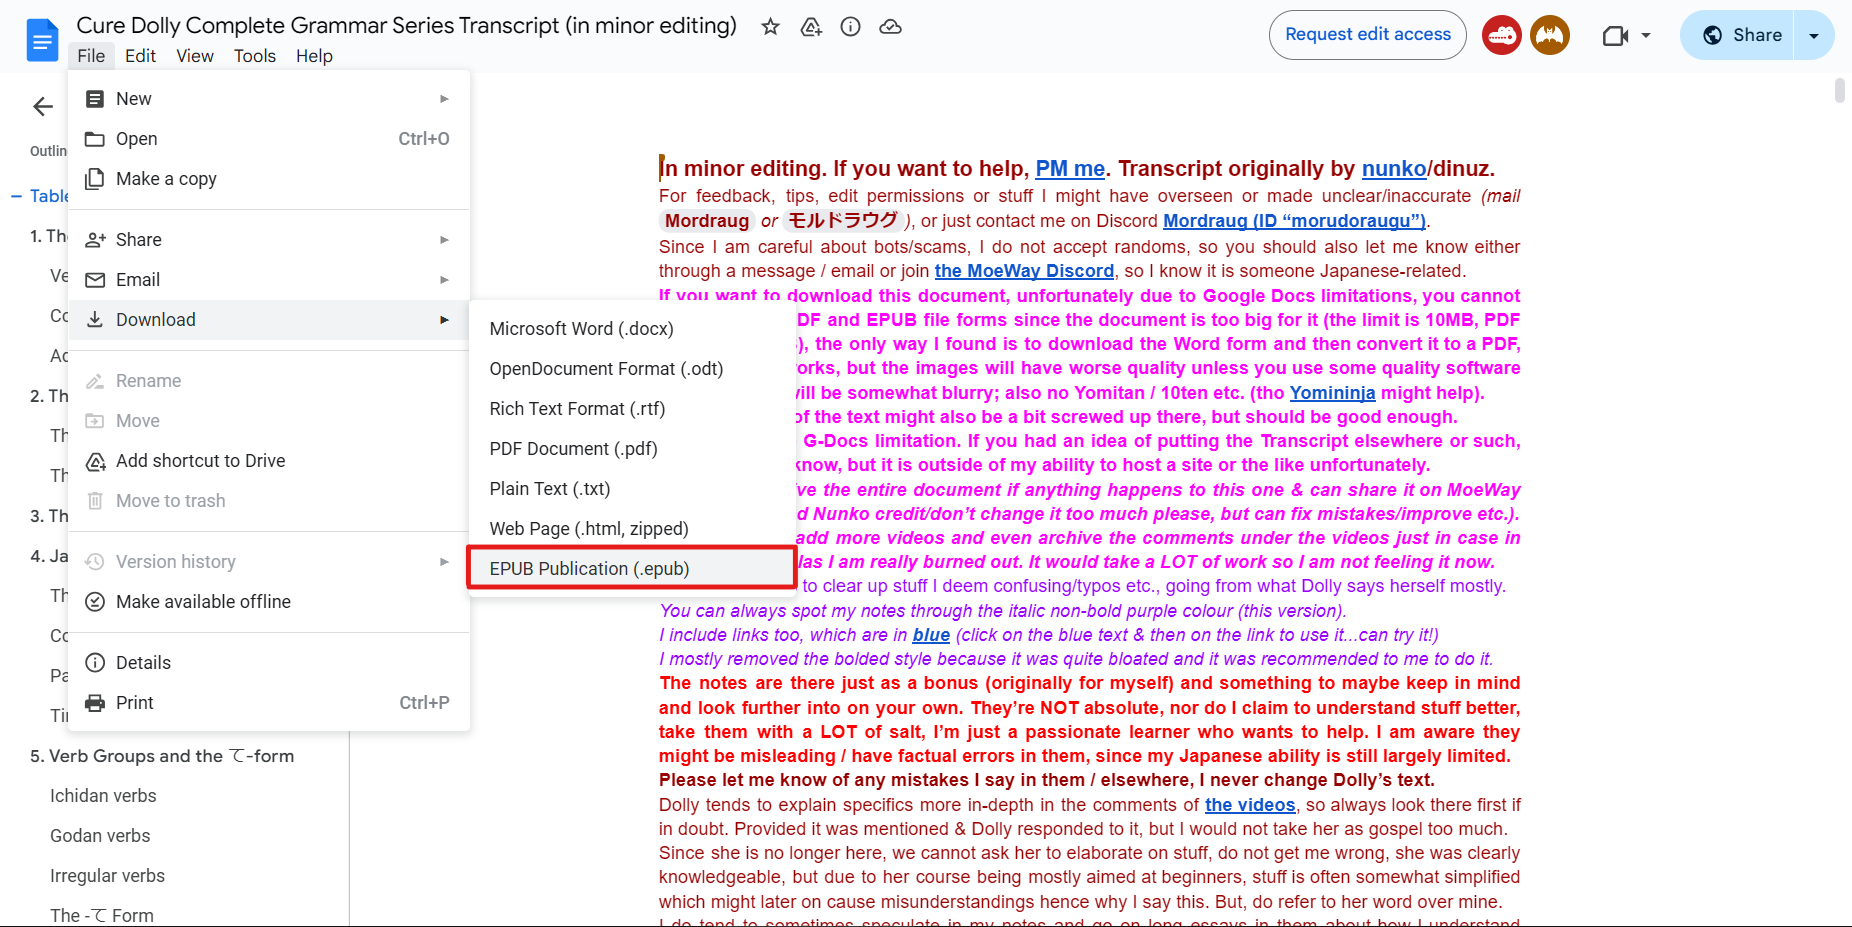 Cure Dolly Complete Grammar Series Transcript (in minor editing)
File Edit View Tools Help
Request edit access
Share
New
Open Ctrl+O
Make a copy
Share
Email
Download
Rename
Move
Add shortcut to Drive
Move to trash
Version history
Make available offline
Details
Print Ctrl+P
Microsoft Word (.docx)
OpenDocument Format (.odt)
Rich Text Format (.rtf)
PDF Document (.pdf)
Plain Text (.txt)
Web Page (.html, zipped)
EPUB Publication (.epub)
Outlin
Table
1. The
Ve
Co
Ad
2. Th
Th
Th
3. Th
4. Ja
Th
Co
Pa
Ti
5. Verb Groups and the て-form
Ichidan verbs
Godan verbs
Irregular verbs
The -て Form
In minor editing. If you want to help, PM me. Transcript originally by nunko/dinuz.
For feedback, tips, edit permissions or stuff I might have overseen or made unclear/inaccurate (mail
Mordraug or モルドラウグ), or just contact me on Discord Mordraug (ID “morudoraugu”).
Since I am careful about bots/scams, I do not accept randoms, so you should also let me know either
through a message / email or join the MoeWay Discord, so I know it is someone Japanese-related.
If you want to download this document, unfortunately due to Google Docs limitations, you cannot
DF and EPUB file forms since the document is too big for it (the limit is 10MB, PDF
), the only way I found is to download the Word form and then convert it to a PDF,
orks, but the images will have worse quality unless you use some quality software
will be somewhat blurry; also no Yomitan / 10ten etc. (tho Yomininja might help).
of the text might also be a bit screwed up there, but should be good enough.
G-Docs limitation. If you had an idea of putting the Transcript elsewhere or such,
know, but it is outside of my ability to host a site or the like unfortunately.
ve the entire document if anything happens to this one & can share it on MoeWay
d Nunko credit/don’t change it too much please, but can fix mistakes/improve etc.).
add more videos and even archive the comments under the videos just in case in
las I am really burned out. It would take a LOT of work so I am not feeling it now.
to clear up stuff I deem confusing/typos etc., going from what Dolly says herself mostly.
You can always spot my notes through the italic non-bold purple colour (this version).
I include links too, which are in blue (click on the blue text & then on the link to use it...can try it!)
I mostly removed the bolded style because it was quite bloated and it was recommended to me to do it.
The notes are there just as a bonus (originally for myself) and something to maybe keep in mind
and look further into on your own. They’re NOT absolute, nor do I claim to understand stuff better,
take them with a LOT of salt, I’m just a passionate learner who wants to help. I am aware they
might be misleading / have factual errors in them, since my Japanese ability is still largely limited.
Please let me know of any mistakes I say in them / elsewhere, I never change Dolly’s text.
Dolly tends to explain specifics more in-depth in the comments of the videos, so always look there first if
in doubt. Provided it was mentioned & Dolly responded to it, but I would not take her as gospel too much.
Since she is no longer here, we cannot ask her to elaborate on stuff, do not get me wrong, she was clearly
knowledgeable, but due to her course being mostly aimed at beginners, stuff is often somewhat simplified
which might later on cause misunderstandings hence why I say this. But, do refer to her word over mine.
I do tend to sometimes speculate in my notes and go on long essays in them about how I understand